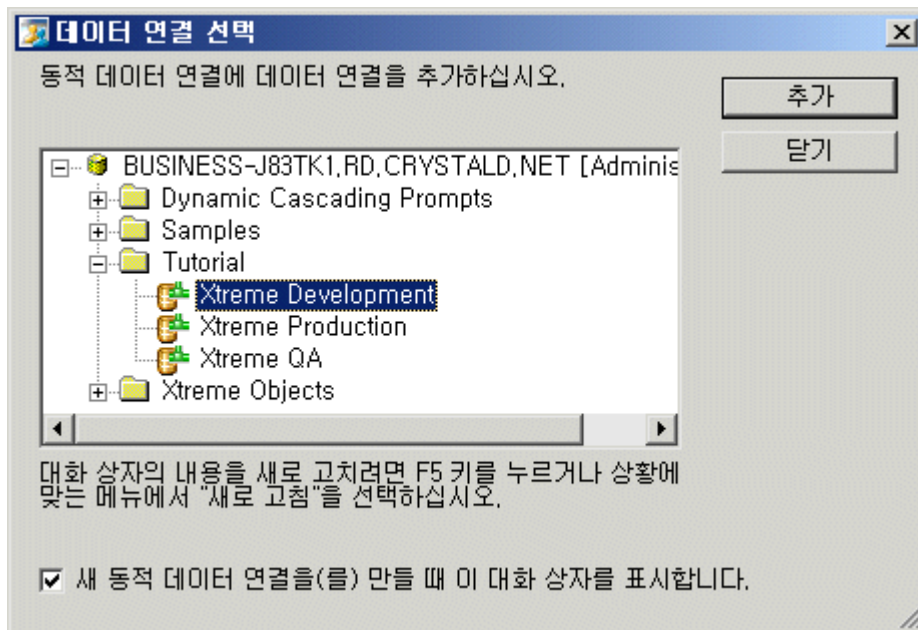 데이터 연결 선택
동적 데이터 연결에 데이터 연결을 추가하십시오.
추가
닫기
BUSINESS-J83TK1.RD.CRYSTALD.NET [Adminis
Dynamic Cascading Prompts
Samples
Tutorial
Xtreme Development
Xtreme Production
Xtreme QA
Xtreme Objects
대화 상자의 내용을 새로 고치려면 F5 키를 누르거나 상황에
맞는 메뉴에서 "새로 고침"을 선택하십시오.
새 동적 데이터 연결을(를) 만들 때 이 대화 상자를 표시합니다.